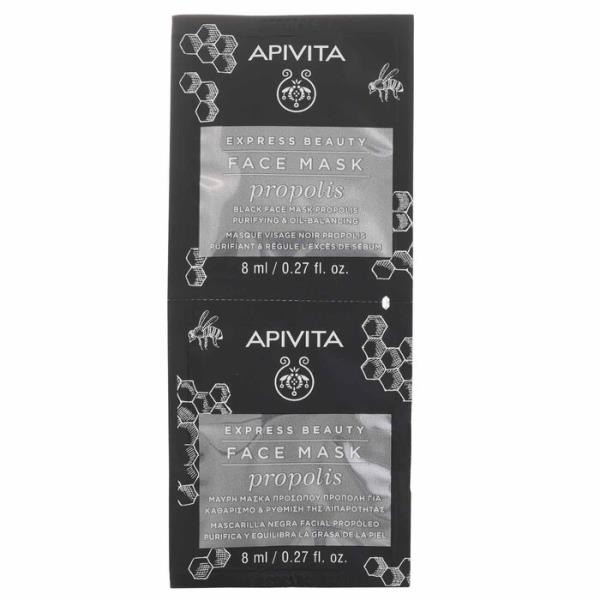 APIVITA
EXPRESS BEAUTY
FACE MASK
propolis
BLACK FACE MASK PROPOLIS
PURIFYING & OIL-BALANCING
MASQUE VISAGE NOIR PROPOLIS
PURIFIANT & RÉGULE L'EXCÈS DE SÉBUM
8 ml / 0.27 fl. oz.
APIVITA
EXPRESS BEAUTY
FACE MASK
propolis
ΜΑΥΡΗ ΜΑΣΚΑ ΠΡΟΣΩΠΟΥ ΠΡΟΠΟΛΗ ΓΙΑ
ΚΑΘΑΡΙΣΜΟ & ΡΥΘΜΙΣΗ ΤΗΣ ΛΙΠΑΡΟΤΗΤΑΣ
MASCARILLA NEGRA FACIAL PROPÓLEO
PURIFICA Y EQUILIBRA LA GRASA DE LA PIEL
8 ml / 0.27 fl. oz.